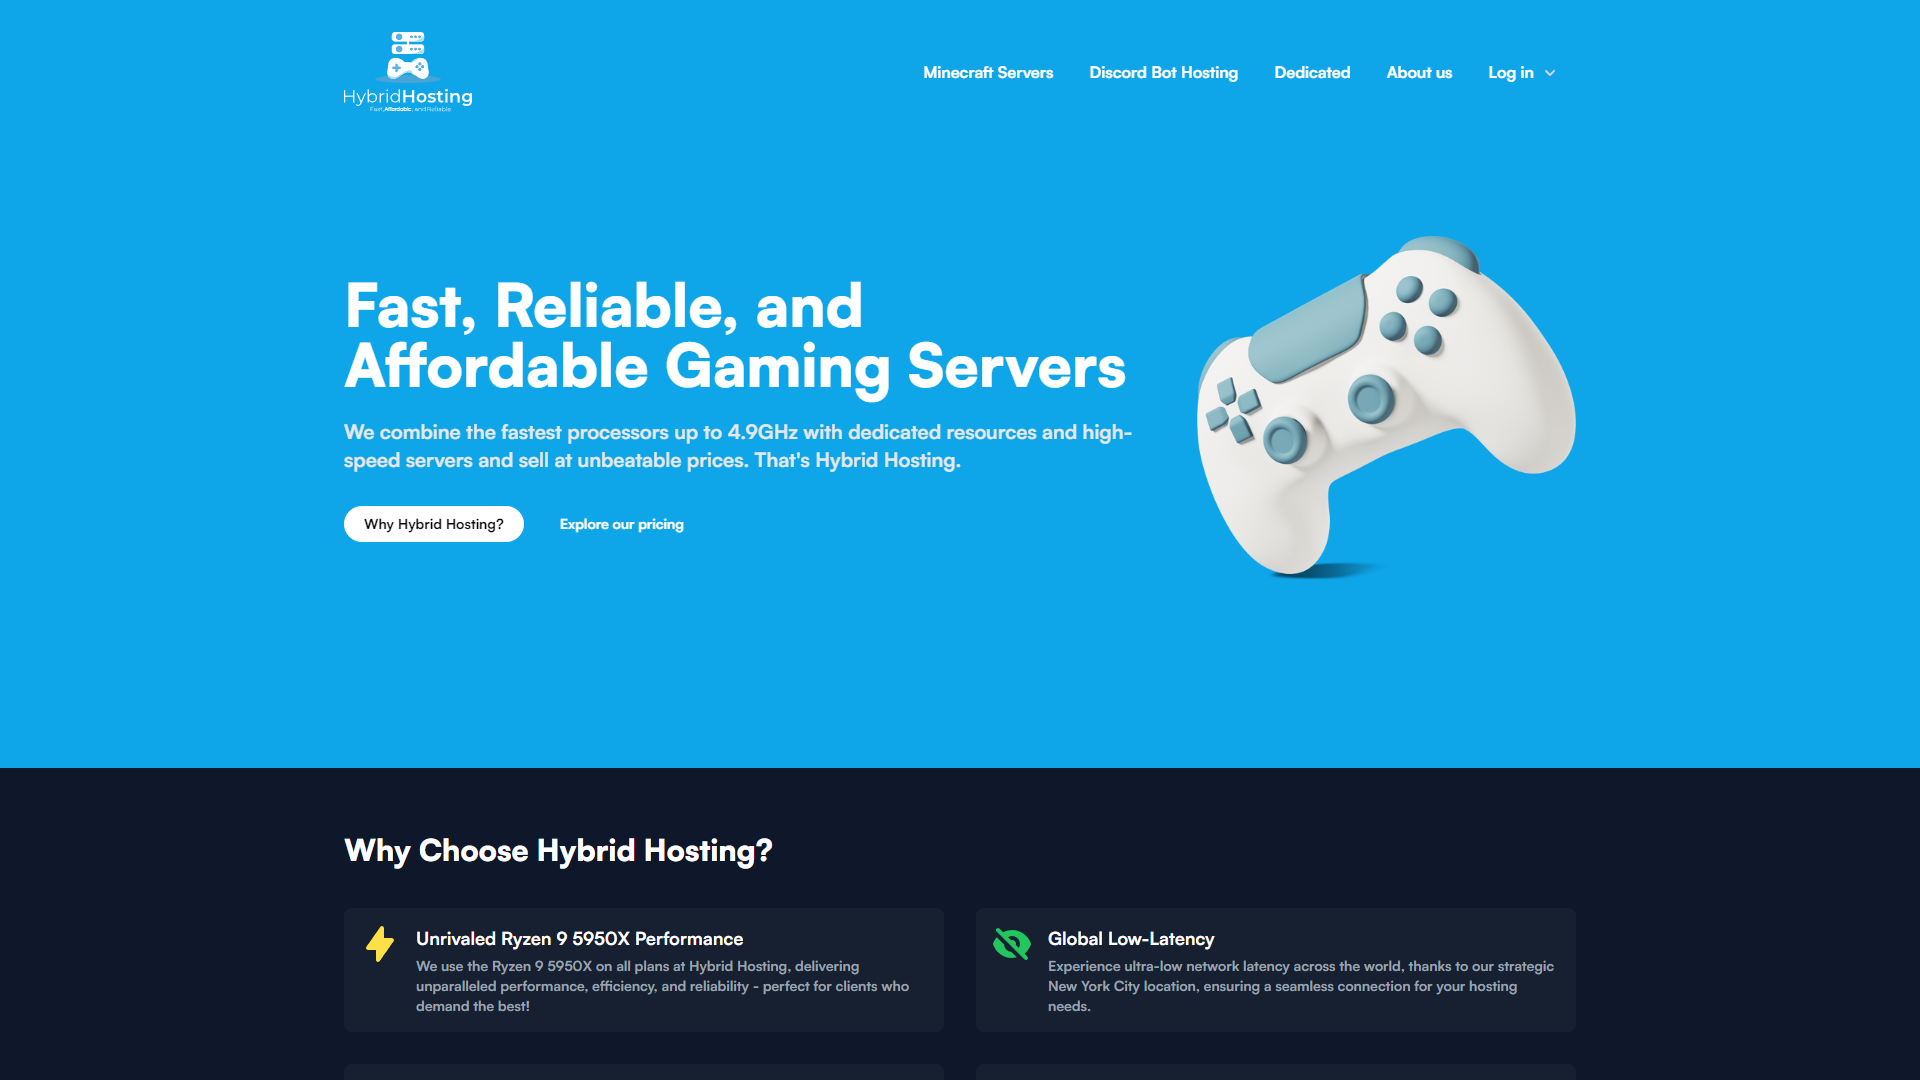 HybridHosting
Fast, Affordable, and Reliable
Minecraft Servers
Discord Bot Hosting
Dedicated
About us
Log in
Fast, Reliable, and
Affordable Gaming Servers
We combine the fastest processors up to 4.9GHz with dedicated resources and high-
speed servers and sell at unbeatable prices. That's Hybrid Hosting.
Why Hybrid Hosting?
Explore our pricing
Why Choose Hybrid Hosting?
Unrivaled Ryzen 9 5950X Performance
We use the Ryzen 9 5950X on all plans at Hybrid Hosting, delivering
unparalleled performance, efficiency, and reliability - perfect for clients who
demand the best!
Global Low-Latency
Experience ultra-low network latency across the world, thanks to our strategic
New York City location, ensuring a seamless connection for your hosting
needs.